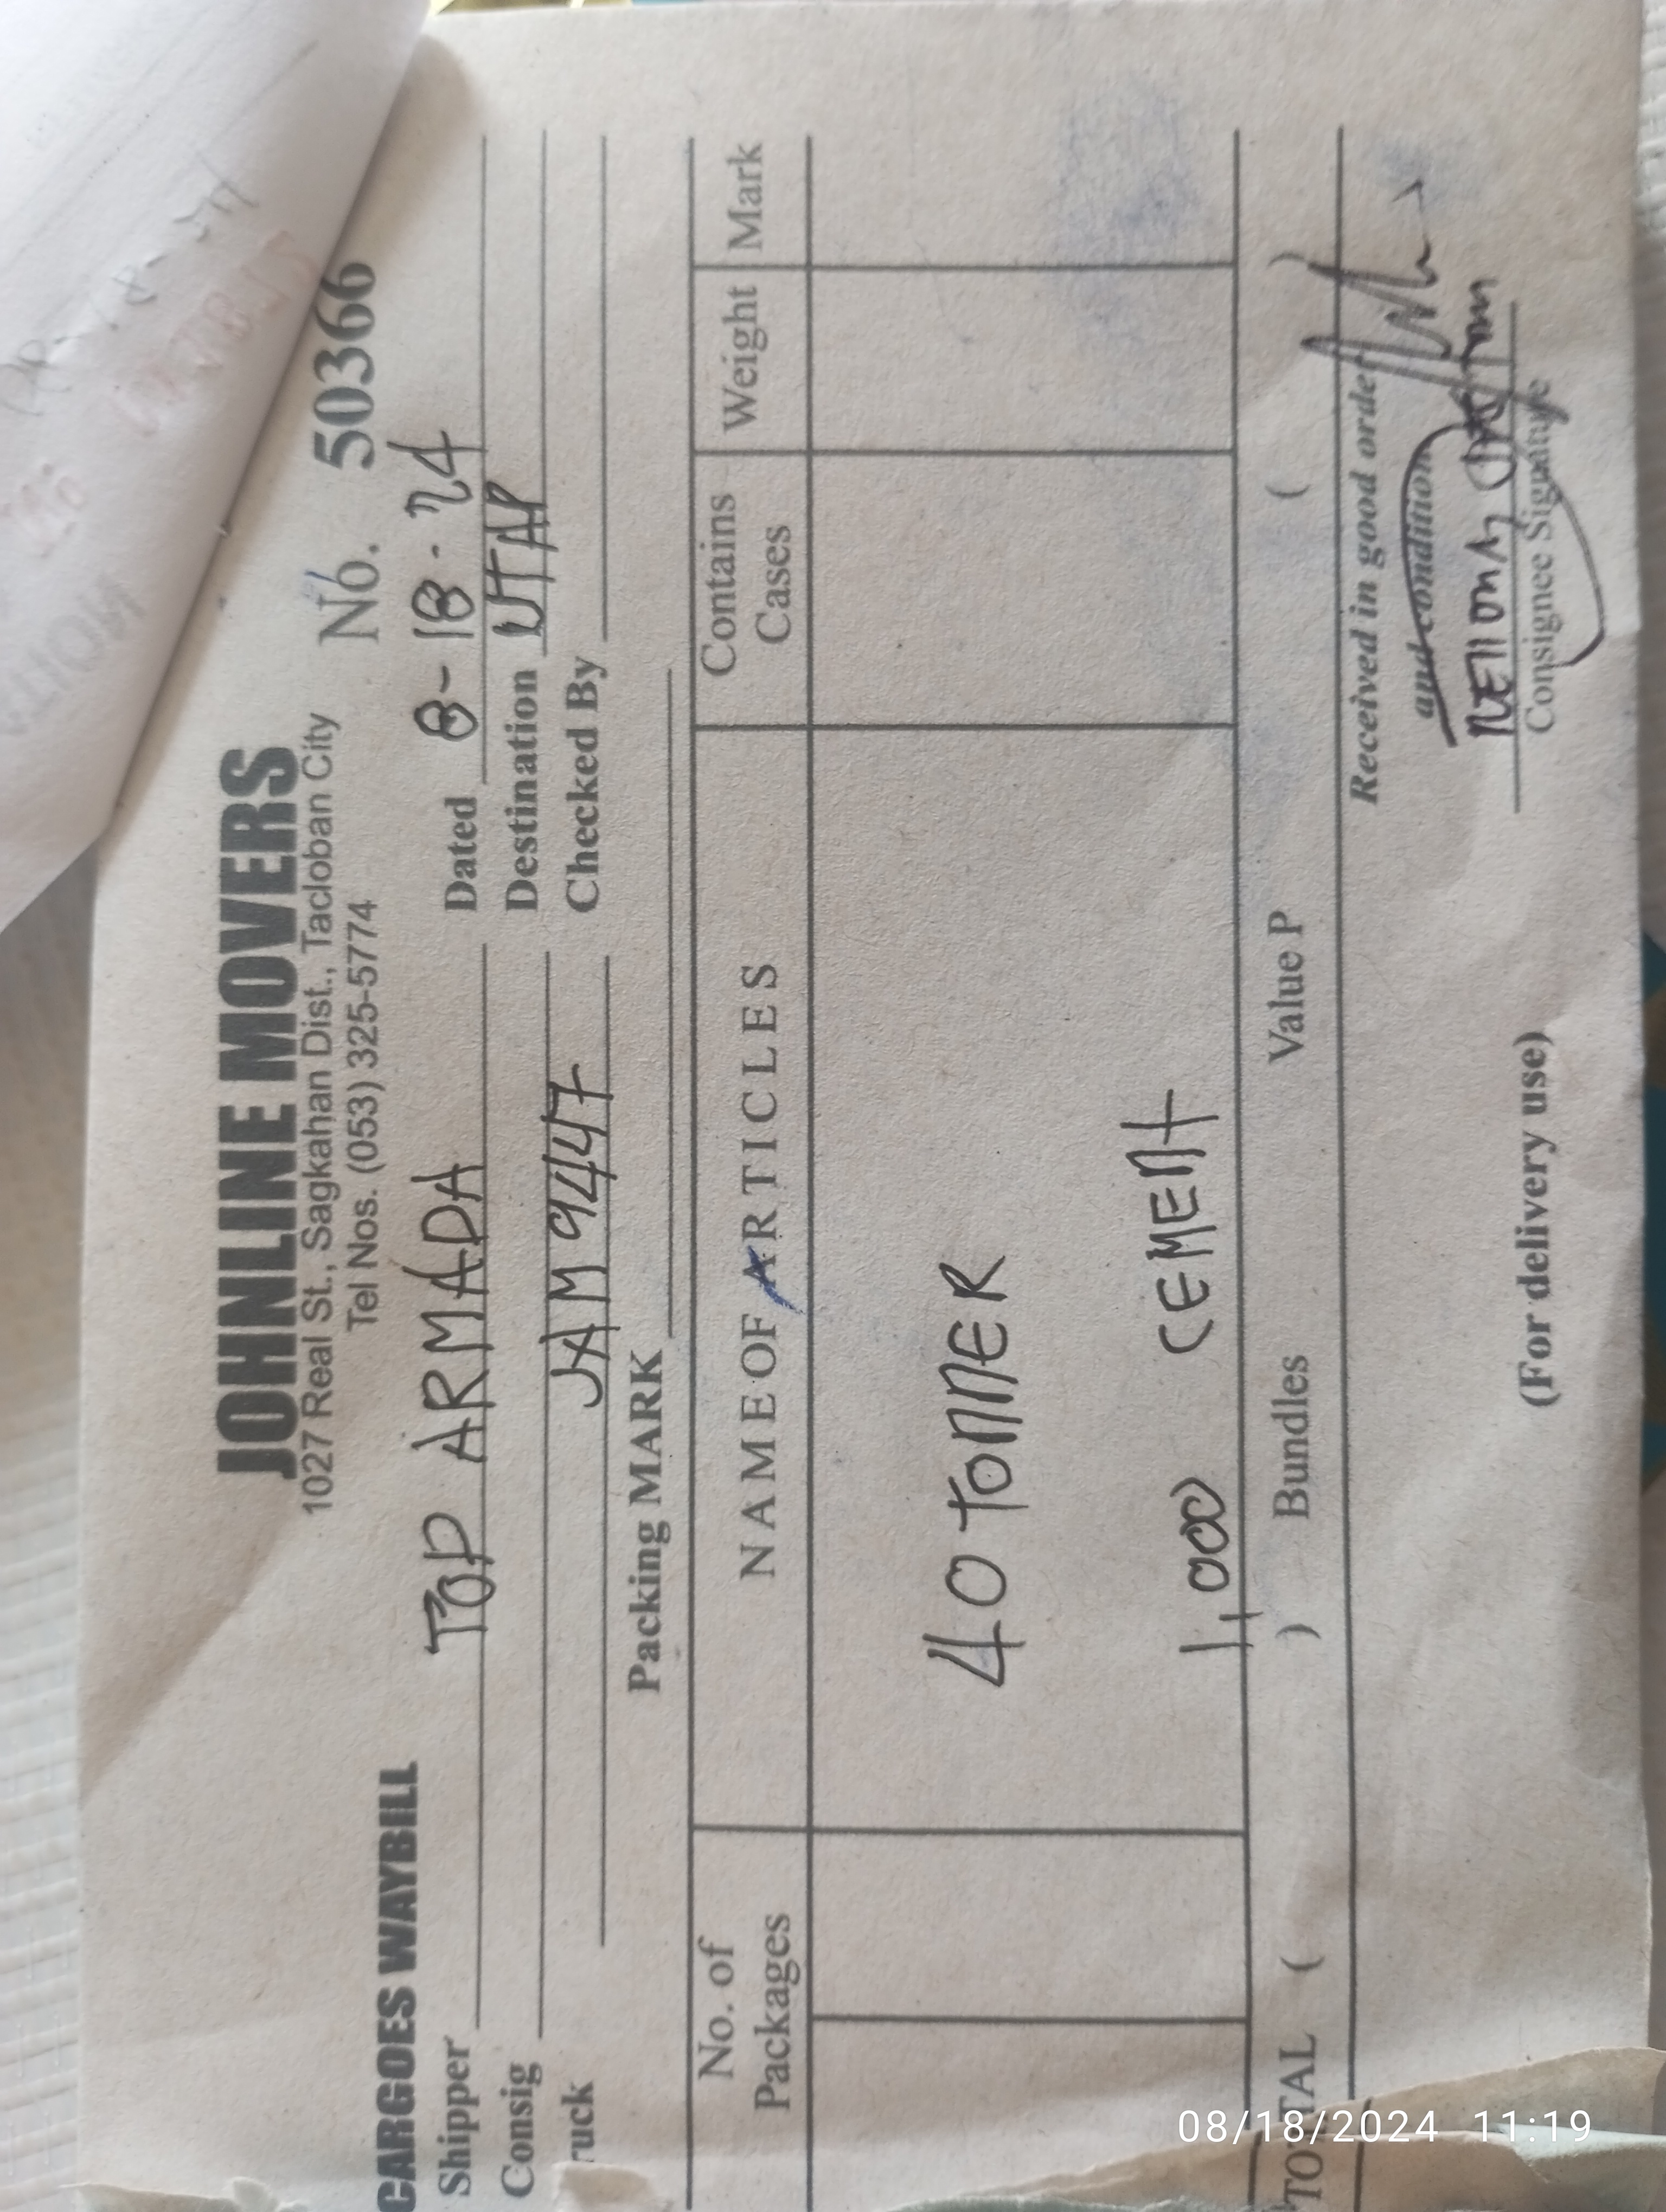 JOHNLINE MOVERS
1027 Real St., Sagkahan Dist., Tacloban City
Tel Nos. (053) 325-5774
No. 50366
CARGOES WAYBILL
Shipper TOP ARMADA Dated 8-18-24
Consig JAM 9447 Destination UTAP
ruck Checked By
Packing MARK
No. of Packages NAME OF ARTICLES Contains Cases Weight Mark
40 TONNER
1,000 CEMENT
TOTAL ( ) Bundles Value P ( )
Received in good order
and condition
Consignee Signature
(For delivery use)
08/18/2024 11:19